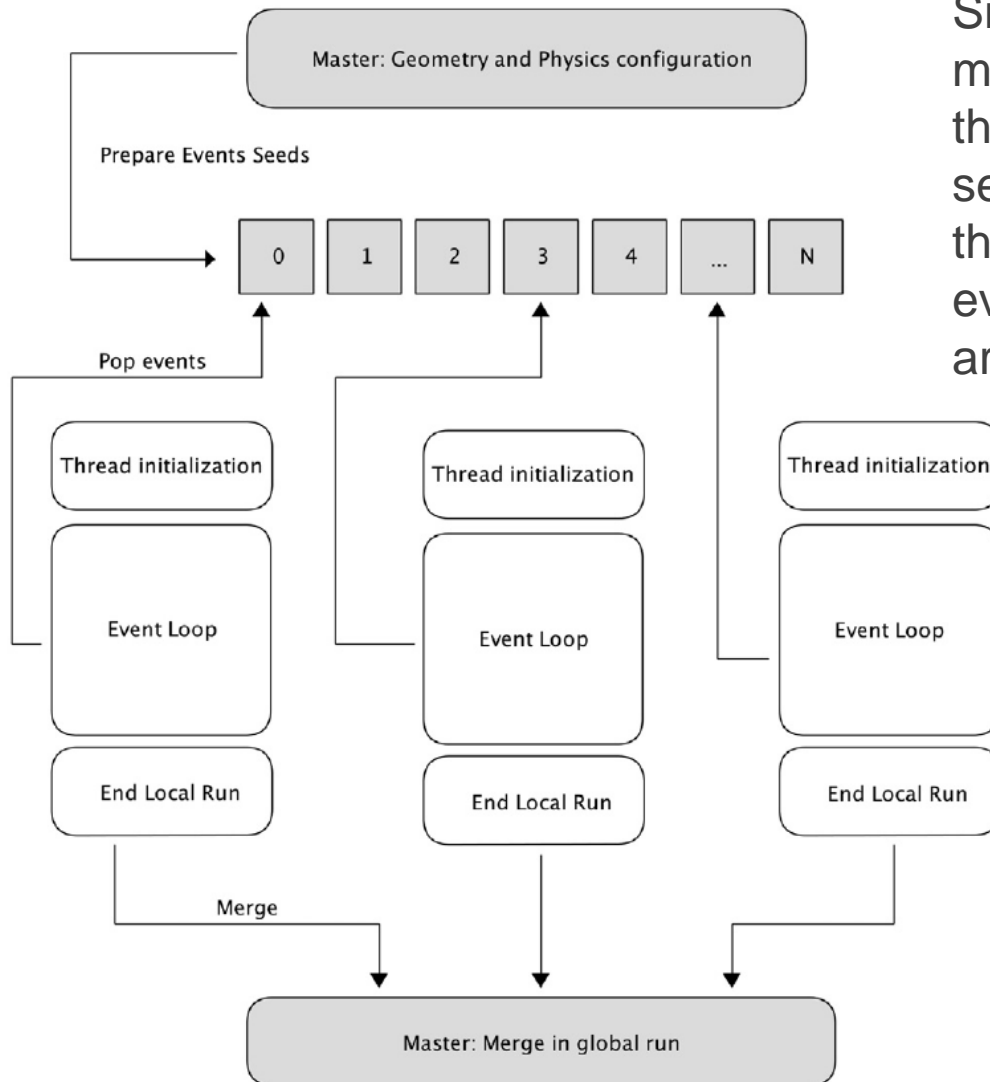 Master: Geometry and Physics configuration
Prepare Events Seeds
0 1 2 3 4 ... N
Pop events
Thread initialization
Thread initialization
Thread initialization
Event Loop
Event Loop
Event Loop
End Local Run
End Local Run
End Local Run
Merge
Master: Merge in global run